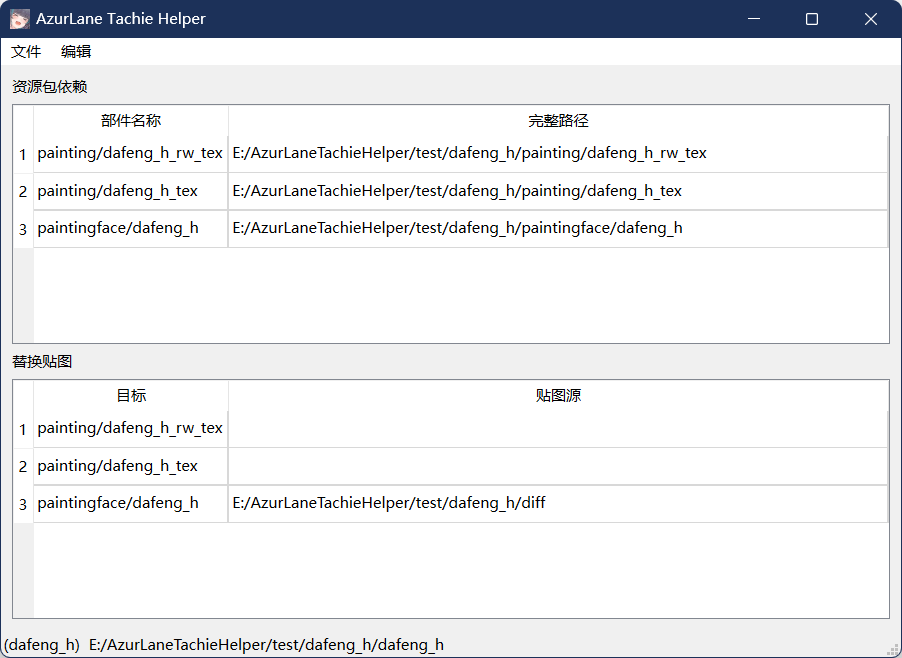 AzurLane Tachie Helper
文件 编辑
资源包依赖
部件名称 完整路径
1 painting/dafeng_h_rw_tex E:/AzurLaneTachieHelper/test/dafeng_h/painting/dafeng_h_rw_tex
2 painting/dafeng_h_tex E:/AzurLaneTachieHelper/test/dafeng_h/painting/dafeng_h_tex
3 paintingface/dafeng_h E:/AzurLaneTachieHelper/test/dafeng_h/paintingface/dafeng_h
替换贴图
目标 贴图源
1 painting/dafeng_h_rw_tex
2 painting/dafeng_h_tex
3 paintingface/dafeng_h E:/AzurLaneTachieHelper/test/dafeng_h/diff
(dafeng_h) E:/AzurLaneTachieHelper/test/dafeng_h/dafeng_h